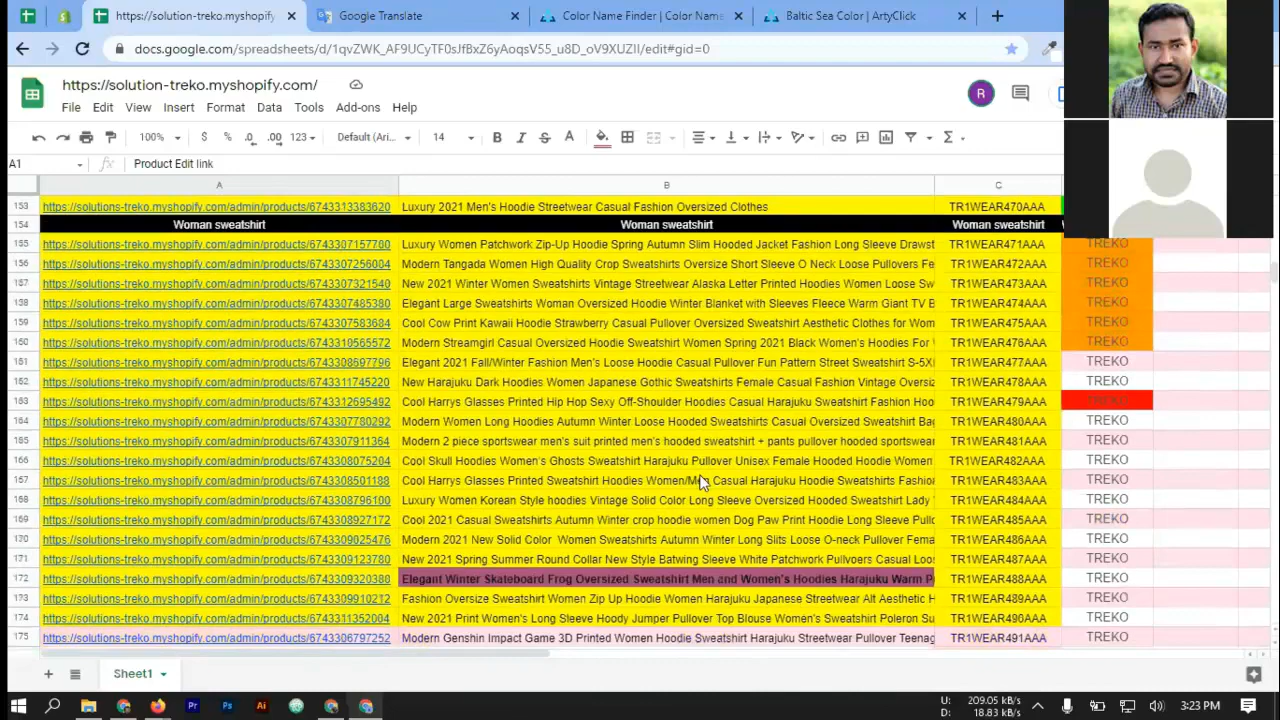 https://solution-treko.myshopify
Google Translate
Color Name Finder | Color Name
Baltic Sea Color | ArtyClick
docs.google.com/spreadsheets/d/1qvZWK_AF9UCyTF0sJfBxZ6yAoqsV55_u8D_oV9XUZII/edit#gid=0
https://solution-treko.myshopify.com/
R
File Edit View Insert Format Data Tools Add-ons Help
100% $ % .0 .00 123 Default (Ari... 14 B I S A
A1 fx Product Edit link
A B C
153 https://solutions-treko.myshopify.com/admin/products/6743313383620 Luxury 2021 Men's Hoodie Streetwear Casual Fashion Oversized Clothes TR1WEAR470AAA
154 Woman sweatshirt Woman sweatshirt Woman sweatshirt
155 https://solutions-treko.myshopify.com/admin/products/6743307157700 Luxury Women Patchwork Zip-Up Hoodie Spring Autumn Slim Hooded Jacket Fashion Long Sleeve Drawst TR1WEAR471AAA TREKO
156 https://solutions-treko.myshopify.com/admin/products/6743307256004 Modern Tangada Women High Quality Crop Sweatshirts Oversize Short Sleeve O Neck Loose Pullovers Fe TR1WEAR472AAA TREKO
157 https://solutions-treko.myshopify.com/admin/products/6743307321540 New 2021 Winter Women Sweatshirts Vintage Streetwear Alaska Letter Printed Hoodies Women Loose Sw TR1WEAR473AAA TREKO
158 https://solutions-treko.myshopify.com/admin/products/6743307485380 Elegant Large Sweatshirts Woman Oversized Hoodie Winter Blanket with Sleeves Fleece Warm Giant TV B TR1WEAR474AAA TREKO
159 https://solutions-treko.myshopify.com/admin/products/6743307583684 Cool Cow Print Kawaii Hoodie Strawberry Casual Pullover Oversized Sweatshirt Aesthetic Clothes for Wom TR1WEAR475AAA TREKO
160 https://solutions-treko.myshopify.com/admin/products/6743310565572 Modern Streamgirl Casual Oversized Hoodie Sweatshirt Women Spring 2021 Black Women's Hoodies For TR1WEAR476AAA TREKO
161 https://solutions-treko.myshopify.com/admin/products/6743308697796 Elegant 2021 Fall/Winter Fashion Men's Loose Hoodie Casual Pullover Fun Pattern Street Sweatshirt S-5X TR1WEAR477AAA TREKO
162 https://solutions-treko.myshopify.com/admin/products/6743311745220 New Harajuku Dark Hoodies Women Japanese Gothic Sweatshirts Female Casual Fashion Vintage Oversiz TR1WEAR478AAA TREKO
163 https://solutions-treko.myshopify.com/admin/products/6743312695492 Cool Harrys Glasses Printed Hip Hop Sexy Off-Shoulder Hoodies Casual Harajuku Sweatshirt Fashion Hoo TR1WEAR479AAA TREKO
164 https://solutions-treko.myshopify.com/admin/products/6743307780292 Modern Women Long Hoodies Autumn Winter Loose Hooded Sweatshirts Casual Oversized Sweatshirt Bag TR1WEAR480AAA TREKO
165 https://solutions-treko.myshopify.com/admin/products/6743307911364 Modern 2 piece sportswear men's suit printed men's hooded sweatshirt + pants pullover hooded sportswear TR1WEAR481AAA TREKO
166 https://solutions-treko.myshopify.com/admin/products/6743308075204 Cool Skull Hoodies Women's Ghosts Sweatshirt Harajuku Pullover Unisex Female Hooded Hoodie Women TR1WEAR482AAA TREKO
167 https://solutions-treko.myshopify.com/admin/products/6743308501188 Cool Harrys Glasses Printed Sweatshirt Hoodies Women/Men Casual Harajuku Hoodie Sweatshirts Fashion TR1WEAR483AAA TREKO
168 https://solutions-treko.myshopify.com/admin/products/6743308796100 Luxury Women Korean Style hoodies Vintage Solid Color Long Sleeve Oversized Hooded Sweatshirt Lady TR1WEAR484AAA TREKO
169 https://solutions-treko.myshopify.com/admin/products/6743308927172 Cool 2021 Casual Sweatshirts Autumn Winter crop hoodie women Dog Paw Print Hoodie Long Sleeve Pull TR1WEAR485AAA TREKO
170 https://solutions-treko.myshopify.com/admin/products/6743309025476 Modern 2021 New Solid Color Women Sweatshirts Autumn Winter Long Slits Loose O-neck Pullover Fema TR1WEAR486AAA TREKO
171 https://solutions-treko.myshopify.com/admin/products/6743309123780 New 2021 Spring Summer Round Collar New Style Batwing Sleeve White Patchwork Pullvoers Casual Loos TR1WEAR487AAA TREKO
172 https://solutions-treko.myshopify.com/admin/products/6743309320388 Elegant Winter Skateboard Frog Oversized Sweatshirt Men and Women's Hoodies Harajuku Warm P TR1WEAR488AAA TREKO
173 https://solutions-treko.myshopify.com/admin/products/6743309910212 Fashion Oversize Sweatshirts Women Zip Up Hoodie Women Harajuku Japanese Streetwear Alt Aesthetic H TR1WEAR489AAA TREKO
174 https://solutions-treko.myshopify.com/admin/products/6743311352004 New 2021 Print Women's Long Sleeve Hoody Jumper Pullover Top Blouse Women's Sweatshirt Poleron Su TR1WEAR490AAA TREKO
175 https://solutions-treko.myshopify.com/admin/products/6743306797252 Modern Genshin Impact Game 3D Printed Women Hoodie Sweatshirt Harajuku Streetwear Pullover Teenag TR1WEAR491AAA TREKO
Sheet1
Pr Ps Ai
U: 209.05 kB/s
D: 18.83 kB/s
3:23 PM